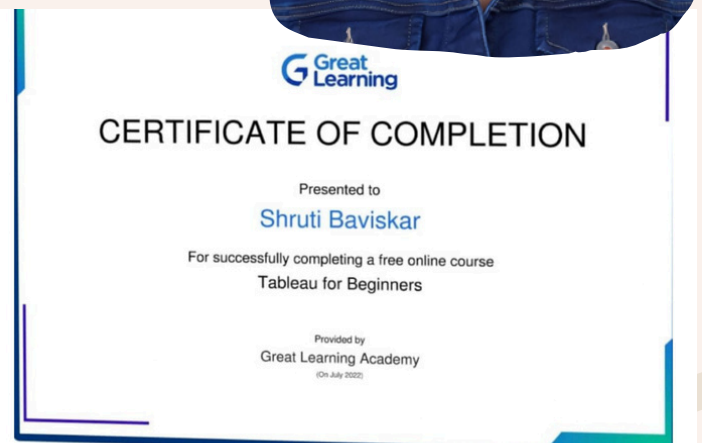 Great
Learning
CERTIFICATE OF COMPLETION
Presented to
Shruti Baviskar
For successfully completing a free online course
Tableau for Beginners
Provided by
Great Learning Academy
(On July 2022)